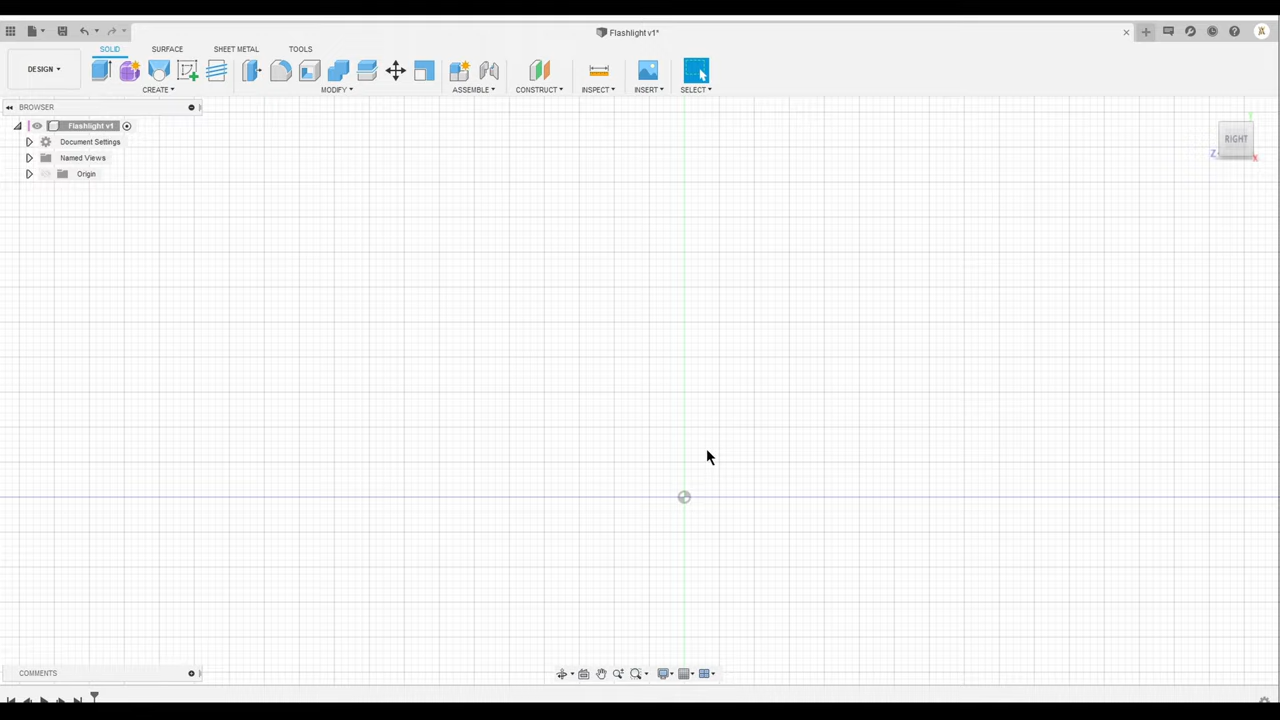 Flashlight v1*
DESIGN
SOLID
SURFACE
SHEET METAL
TOOLS
CREATE
MODIFY
ASSEMBLE
CONSTRUCT
INSPECT
INSERT
SELECT
BROWSER
Flashlight v1
Document Settings
Named Views
Origin
RIGHT
Z
X
COMMENTS